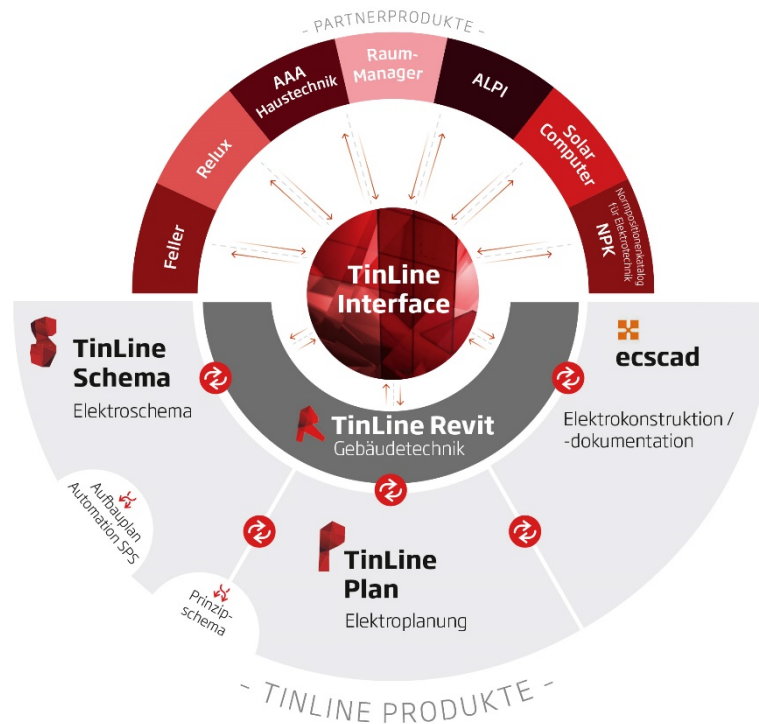 - PARTNERPRODUKTE -
Feller
Relux
AAA
Haustechnik
Raum-
Manager
ALPI
Solar
Computer
Normpositionenkatalog
für Elektrotechnik
NPK
TinLine
Interface
TinLine
Schema
Elektroschema
ecscad
Elektrokonstruktion /
-dokumentation
TinLine Revit
Gebäudetechnik
Aufbauplan
Automation SPS
Prinzip-
schema
TinLine
Plan
Elektroplanung
- TINLINE PRODUKTE -